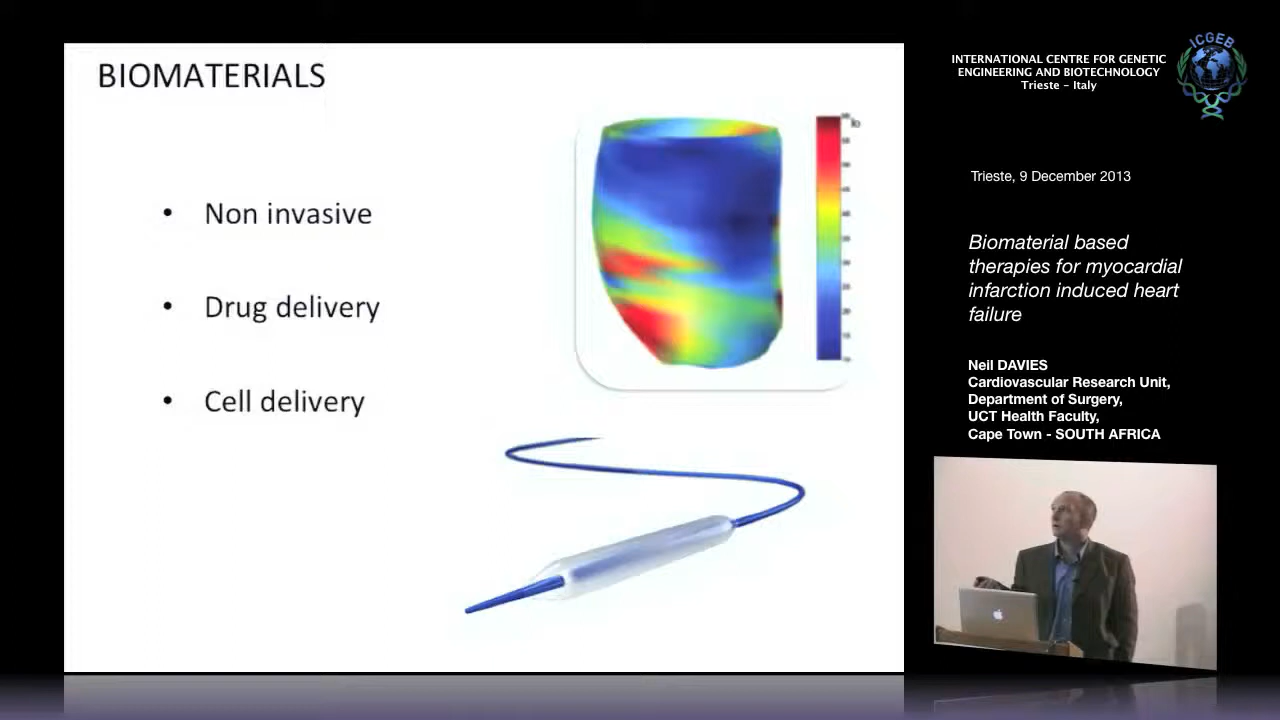 BIOMATERIALS
• Non invasive
• Drug delivery
• Cell delivery
ICGEB
INTERNATIONAL CENTRE FOR GENETIC
ENGINEERING AND BIOTECHNOLOGY
Trieste – Italy
Trieste, 9 December 2013
Biomaterial based
therapies for myocardial
infarction induced heart
failure
Neil DAVIES
Cardiovascular Research Unit,
Department of Surgery,
UCT Health Faculty,
Cape Town - SOUTH AFRICA